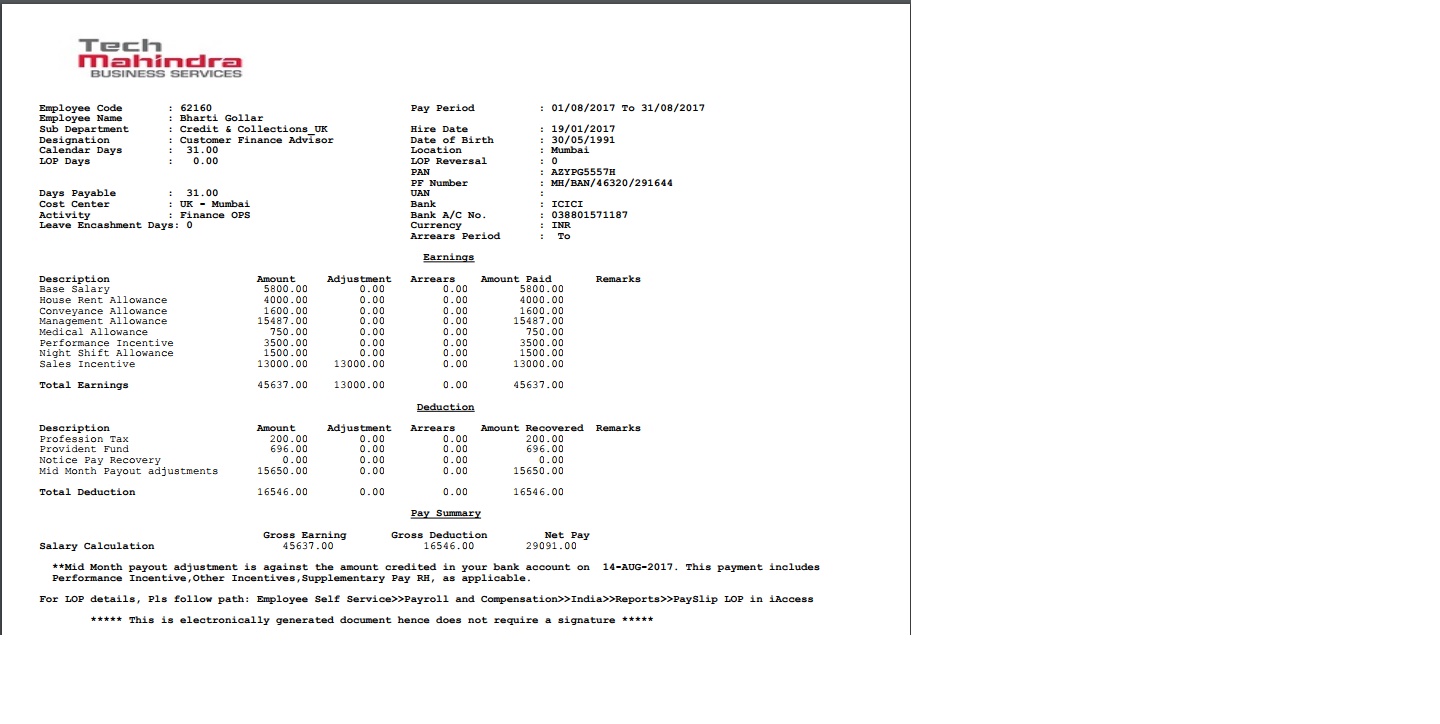 Tech
Mahindra
BUSINESS SERVICES
Employee Code : 62160 Pay Period : 01/08/2017 To 31/08/2017
Employee Name : Bharti Gollar
Sub Department : Credit & Collections_UK Hire Date : 19/01/2017
Designation : Customer Finance Advisor Date of Birth : 30/05/1991
Calendar Days : 31.00 Location : Mumbai
LOP Days : 0.00 LOP Reversal : 0
PAN : AZYPG5557H
PF Number : MH/BAN/46320/291644
Days Payable : 31.00 UAN :
Cost Center : UK - Mumbai Bank : ICICI
Activity : Finance OPS Bank A/C No. : 038801571187
Leave Encashment Days: 0 Currency : INR
Arrears Period : To
Earnings
Description Amount Adjustment Arrears Amount Paid Remarks
Base Salary 5800.00 0.00 0.00 5800.00
House Rent Allowance 4000.00 0.00 0.00 4000.00
Conveyance Allowance 1600.00 0.00 0.00 1600.00
Management Allowance 15487.00 0.00 0.00 15487.00
Medical Allowance 750.00 0.00 0.00 750.00
Performance Incentive 3500.00 0.00 0.00 3500.00
Night Shift Allowance 1500.00 0.00 0.00 1500.00
Sales Incentive 13000.00 13000.00 0.00 13000.00
Total Earnings 45637.00 13000.00 0.00 45637.00
Deduction
Description Amount Adjustment Arrears Amount Recovered Remarks
Profession Tax 200.00 0.00 0.00 200.00
Provident Fund 696.00 0.00 0.00 696.00
Notice Pay Recovery 0.00 0.00 0.00 0.00
Mid Month Payout adjustments 15650.00 0.00 0.00 15650.00
Total Deduction 16546.00 0.00 0.00 16546.00
Pay Summary
Gross Earning Gross Deduction Net Pay
Salary Calculation 45637.00 16546.00 29091.00
**Mid Month payout adjustment is against the amount credited in your bank account on 14-AUG-2017. This payment includes
Performance Incentive,Other Incentives,Supplementary Pay RH, as applicable.
For LOP details, Pls follow path: Employee Self Service>>Payroll and Compensation>>India>>Reports>>PaySlip LOP in iAccess
***** This is electronically generated document hence does not require a signature *****